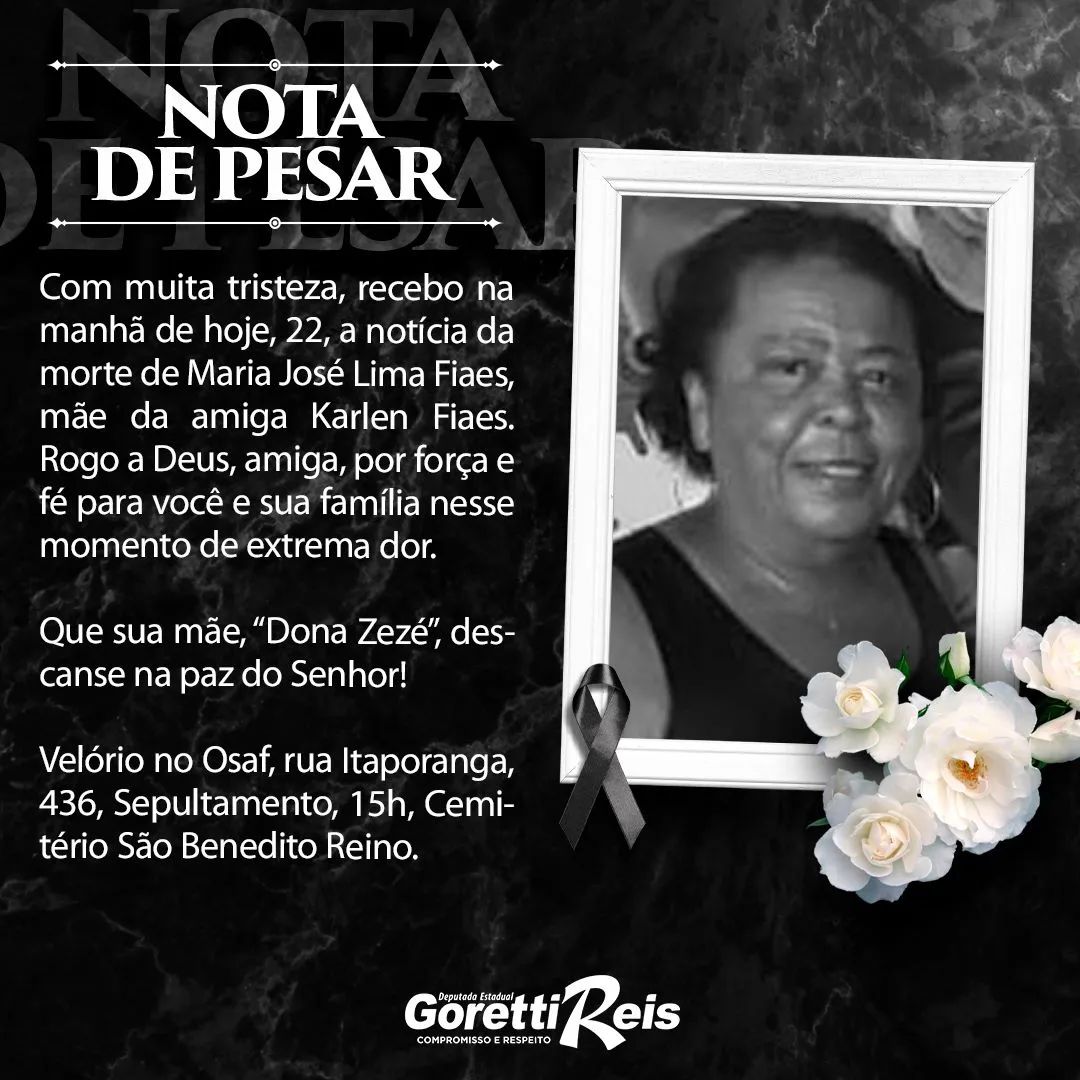 NOTA
DE PESAR
Com muita tristeza, recebo na
manhã de hoje, 22, a notícia da
morte de Maria José Lima Fiaes,
mãe da amiga Karlen Fiaes.
Rogo a Deus, amiga, por força e
fé para você e sua família nesse
momento de extrema dor.
Que sua mãe, “Dona Zezé”, des-
canse na paz do Senhor!
Velório no Osaf, rua Itaporanga,
436, Sepultamento, 15h, Cemi-
tério São Benedito Reino.
Deputada Estadual
Goretti Reis
COMPROMISSO E RESPEITO